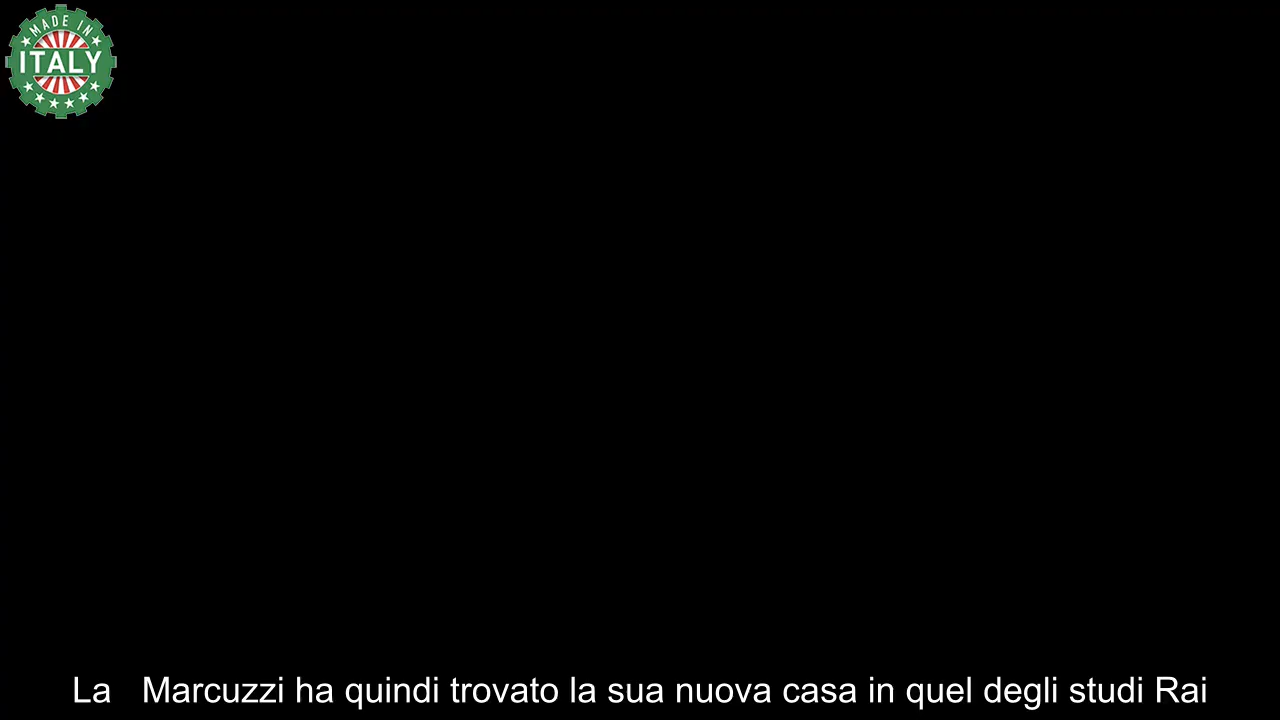 MADE IN
ITALY
La   Marcuzzi ha quindi trovato la sua nuova casa in quel degli studi Rai